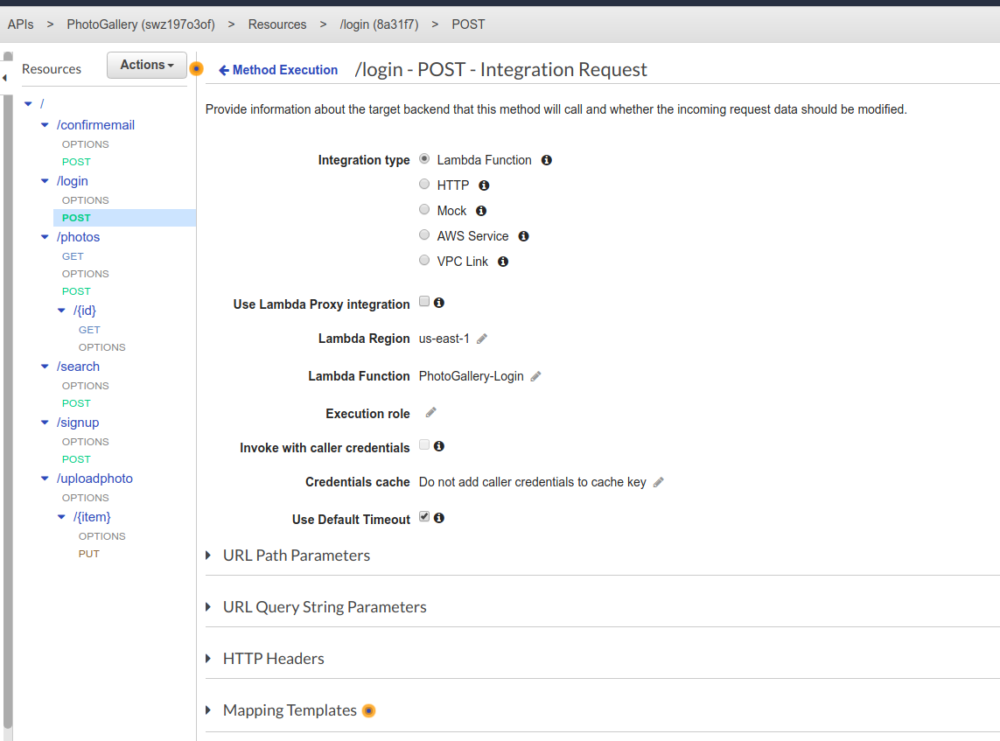 APIs > PhotoGallery (swz197o3of) > Resources > /login (8a31f7) > POST
Resources
Actions
/
/confirmemail
OPTIONS
POST
/login
OPTIONS
POST
/photos
GET
OPTIONS
POST
/{id}
GET
OPTIONS
/search
OPTIONS
POST
/signup
OPTIONS
POST
/uploadphoto
OPTIONS
/{item}
OPTIONS
PUT
Method Execution /login - POST - Integration Request
Provide information about the target backend that this method will call and whether the incoming request data should be modified.
Integration type Lambda Function
HTTP
Mock
AWS Service
VPC Link
Use Lambda Proxy integration
Lambda Region us-east-1
Lambda Function PhotoGallery-Login
Execution role
Invoke with caller credentials
Credentials cache Do not add caller credentials to cache key
Use Default Timeout
URL Path Parameters
URL Query String Parameters
HTTP Headers
Mapping Templates